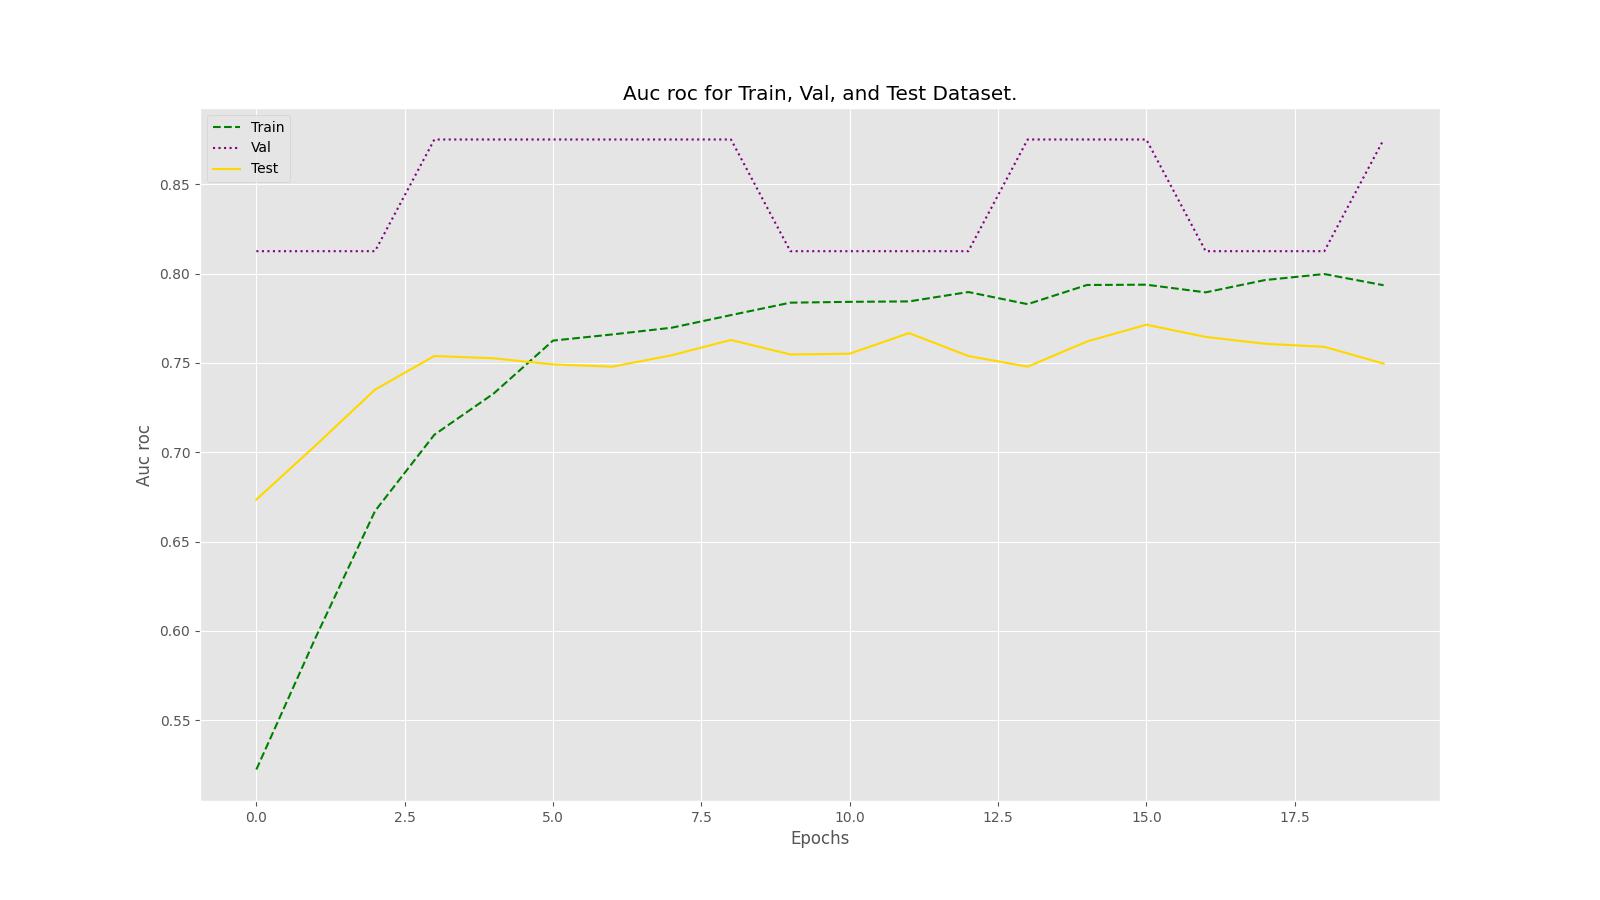 Auc roc for Train, Val, and Test Dataset.
Train
Val
Test
0.85
0.80
0.75
0.70
0.65
0.60
0.55
Auc roc
0.0 2.5 5.0 7.5 10.0 12.5 15.0 17.5
Epochs